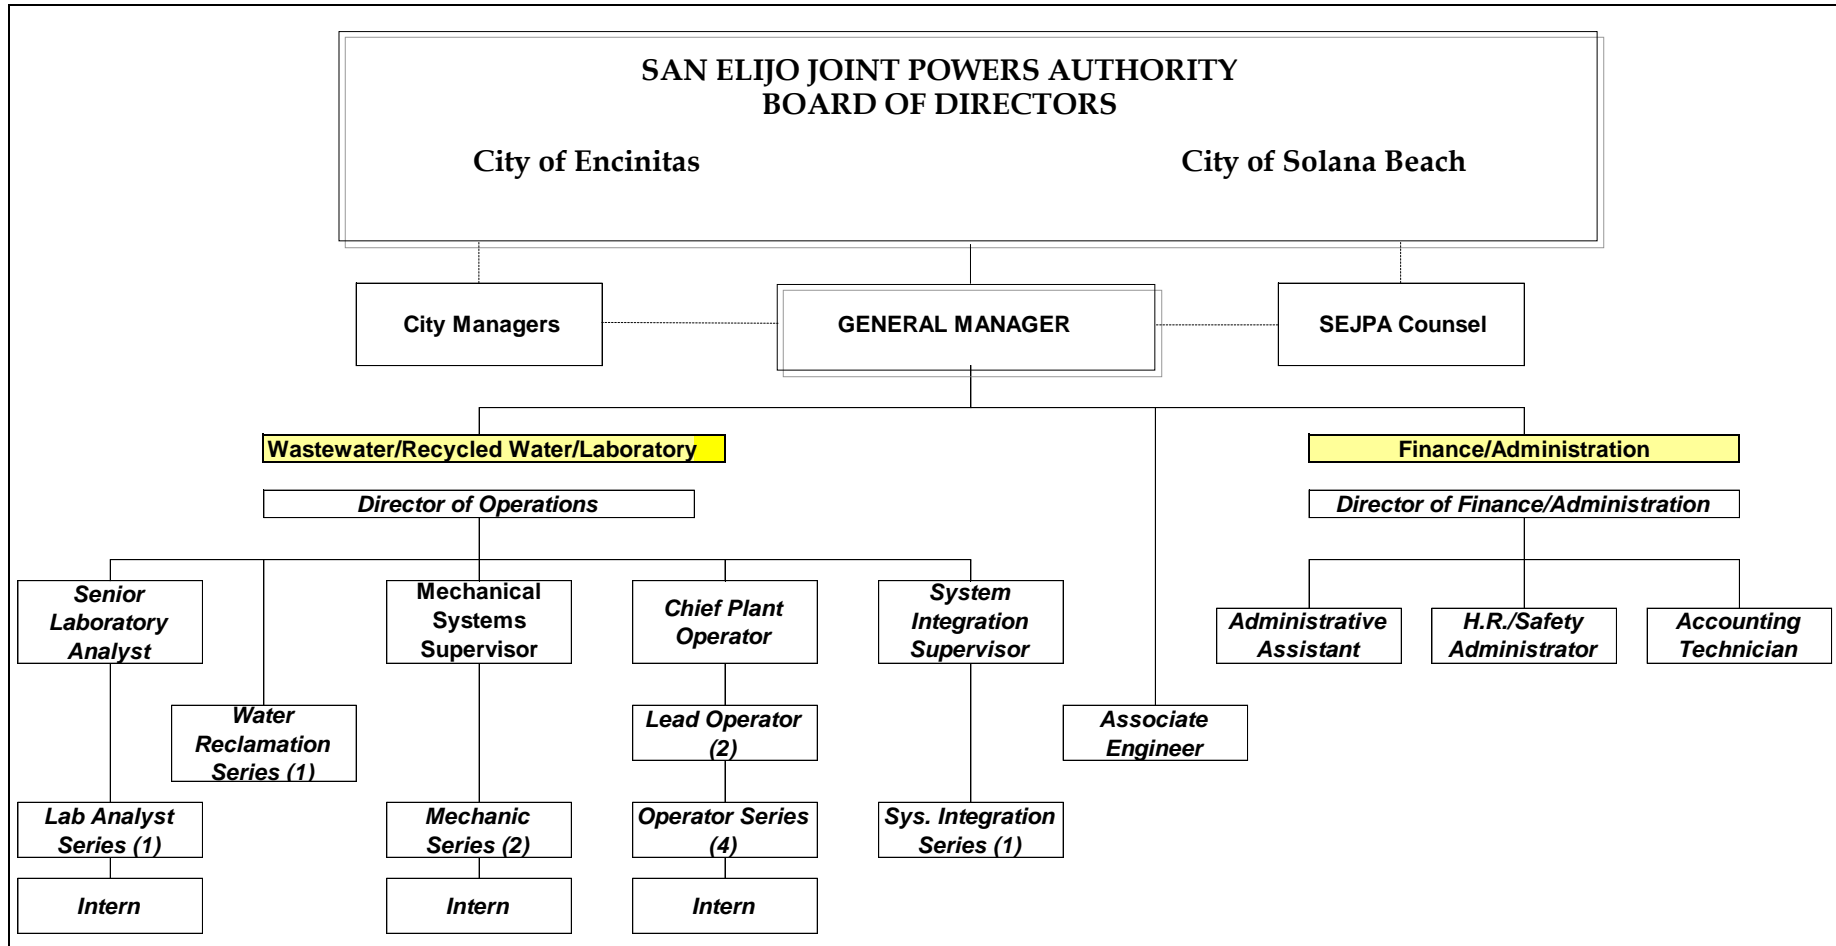 SAN ELIJO JOINT POWERS AUTHORITY
BOARD OF DIRECTORS
City of Encinitas
City of Solana Beach
City Managers
GENERAL MANAGER
SEJPA Counsel
Wastewater/Recycled Water/Laboratory
Finance/Administration
Director of Operations
Director of Finance/Administration
Senior
Laboratory
Analyst
Mechanical
Systems
Supervisor
Chief Plant
Operator
System
Integration
Supervisor
Administrative
Assistant
H.R./Safety
Administrator
Accounting
Technician
Water
Reclamation
Series (1)
Lead Operator
(2)
Associate
Engineer
Lab Analyst
Series (1)
Mechanic
Series (2)
Operator Series
(4)
Sys. Integration
Series (1)
Intern
Intern
Intern